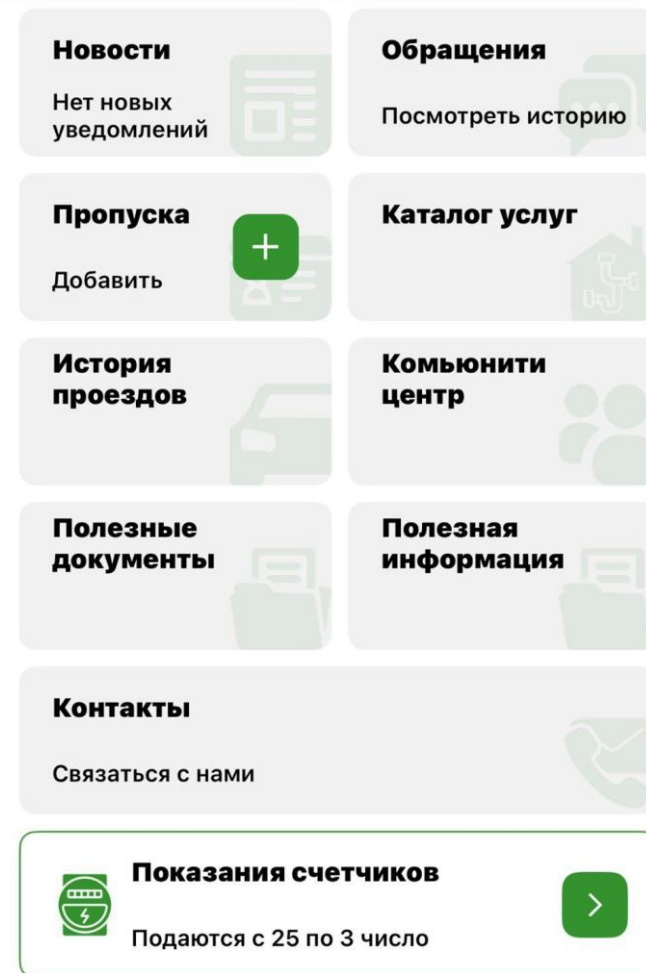 Новости
Нет новых
уведомлений
Обращения
Посмотреть историю
Пропуска
Добавить
Каталог услуг
История
проездов
Комьюнити
центр
Полезные
документы
Полезная
информация
Контакты
Связаться с нами
Показания счетчиков
Подаются с 25 по 3 число